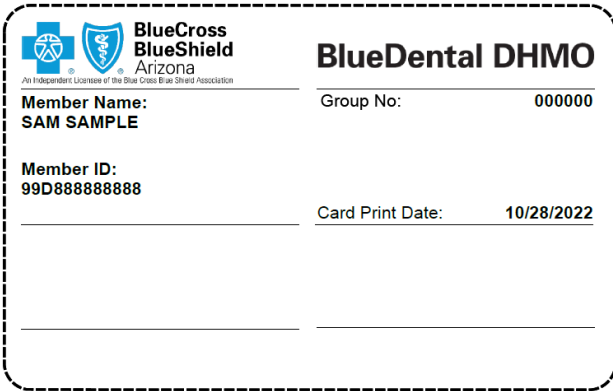 BlueCross
BlueShield
Arizona
An Independent Licensee of the Blue Cross Blue Shield Association
BlueDental DHMO
Member Name:
SAM SAMPLE
Group No: 000000
Member ID:
99D888888888
Card Print Date: 10/28/2022